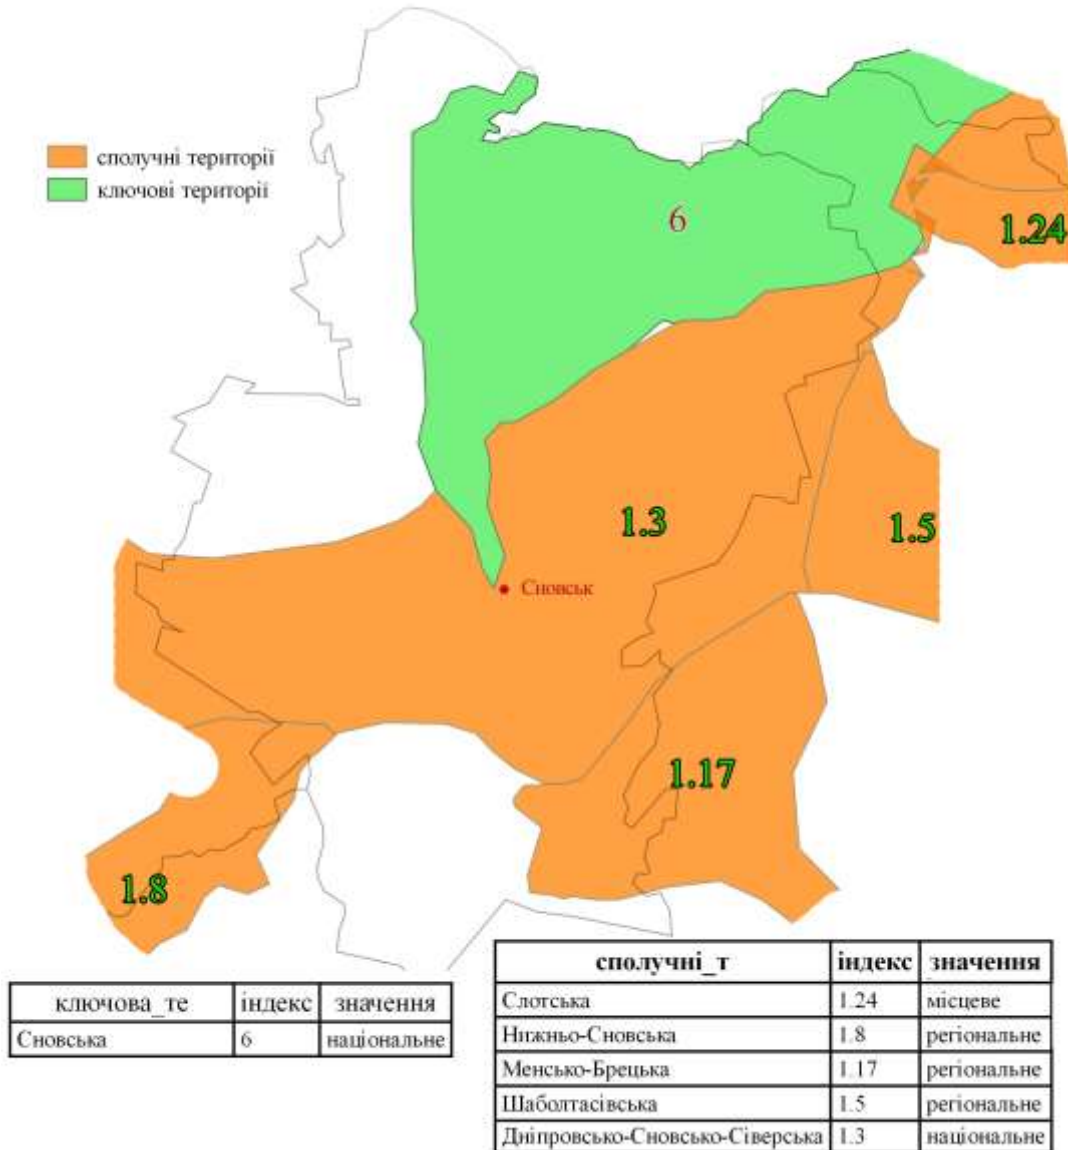 сполучні території
ключові території
6
1.24
1.3
1.5
Сновськ
1.17
1.8
ключова_те індекс значення
Сновська 6 національне
сполучні_т індекс значення
Слотська 1.24 місцеве
Нижньо-Сновська 1.8 регіональне
Менсько-Брецька 1.17 регіональне
Шаболтасівська 1.5 регіональне
Дніпровсько-Сновсько-Сіверська 1.3 національне